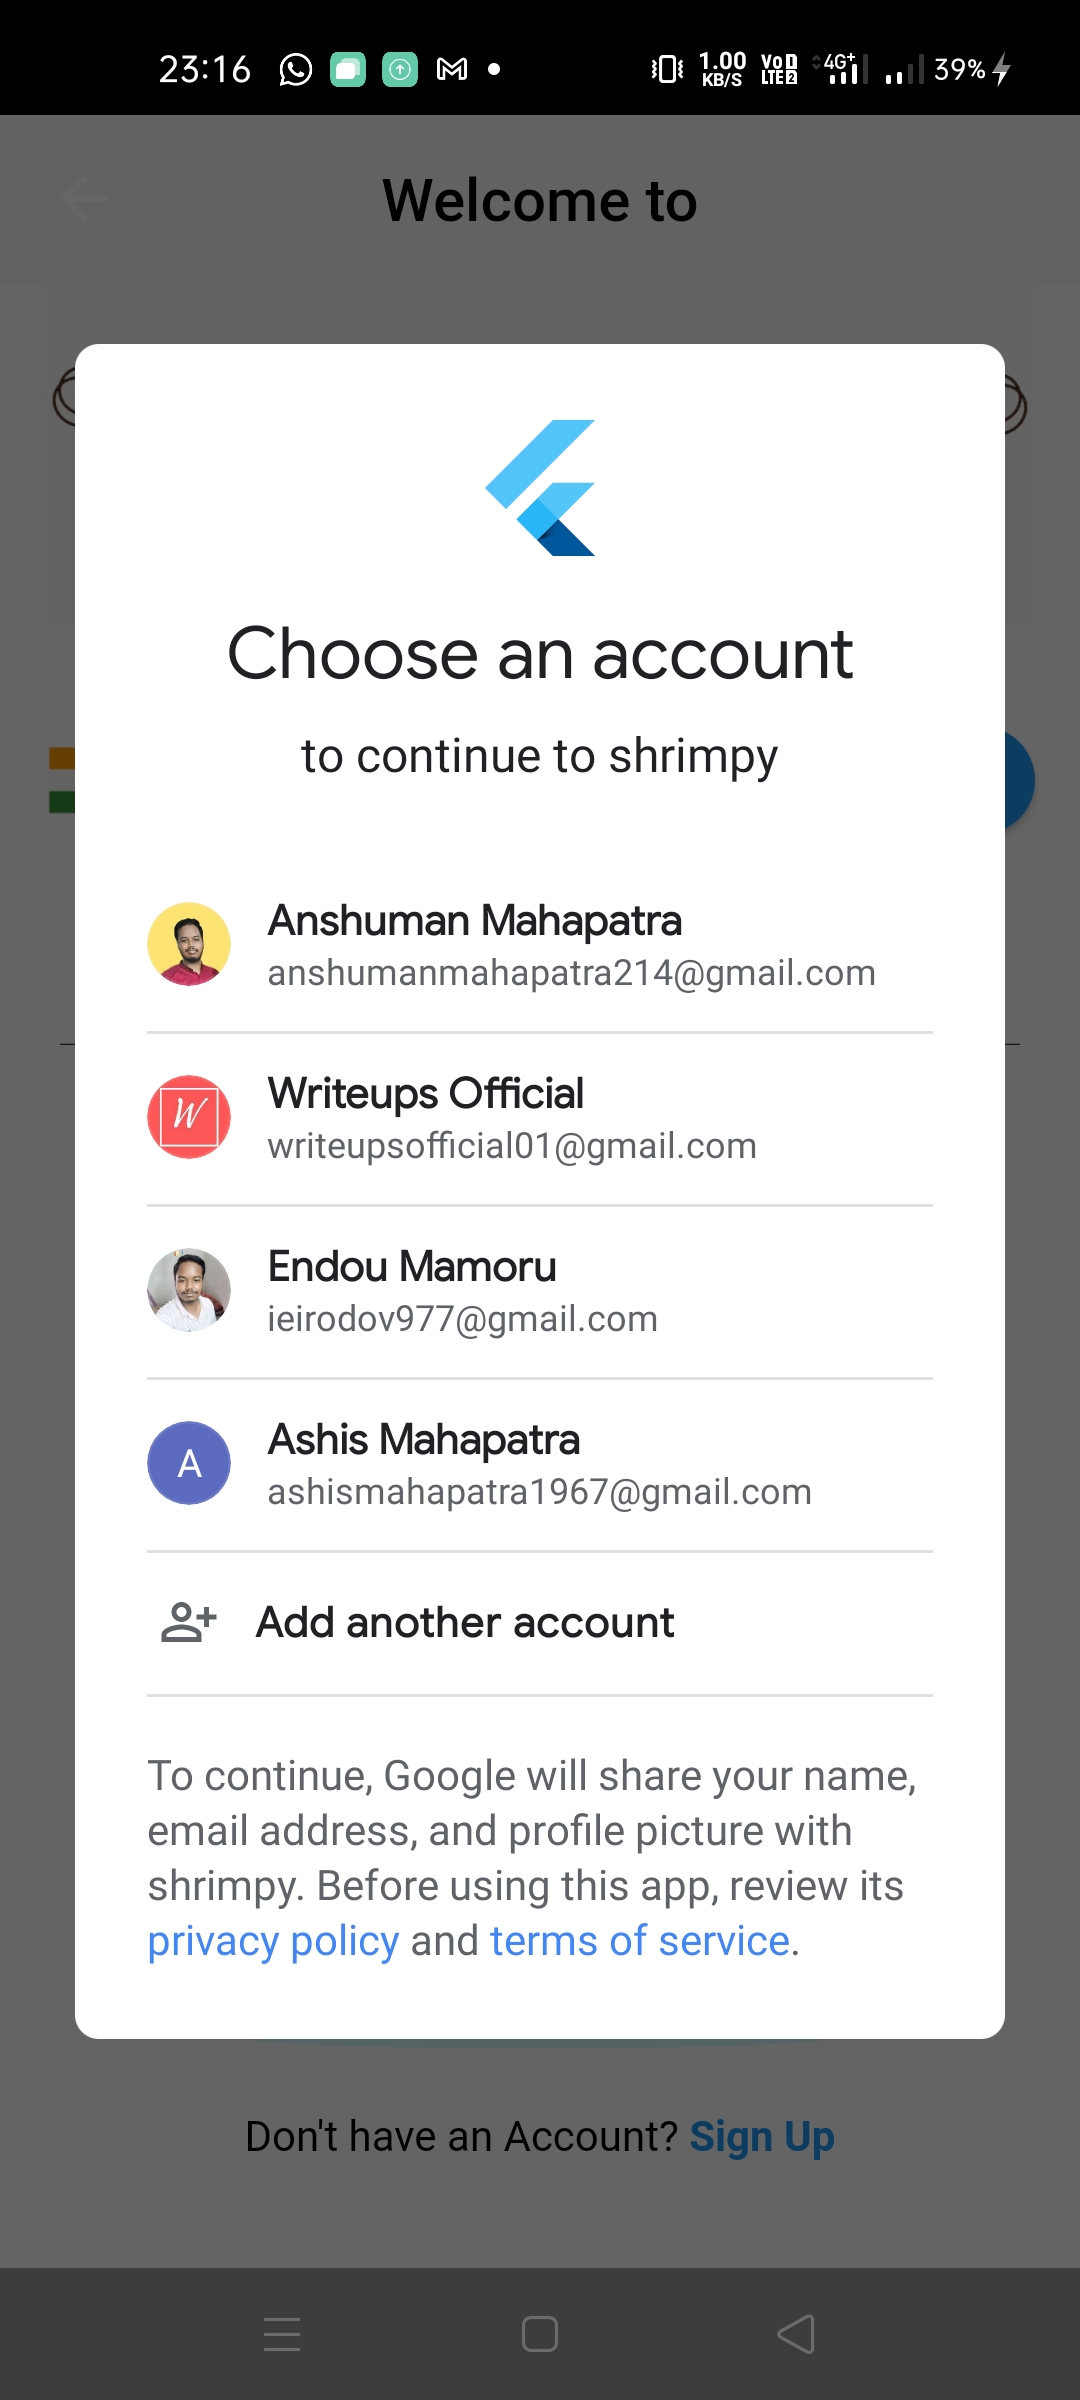 23:16
1.00 KB/S
Vo 1 LTE 2
4G+
39%
Welcome to
Choose an account
to continue to shrimpy
Anshuman Mahapatra
anshumanmahapatra214@gmail.com
W
Writeups Official
writeupsofficial01@gmail.com
Endou Mamoru
ieirodov977@gmail.com
A
Ashis Mahapatra
ashismahapatra1967@gmail.com
Add another account
To continue, Google will share your name,
email address, and profile picture with
shrimpy. Before using this app, review its
privacy policy and terms of service.
Don't have an Account? Sign Up